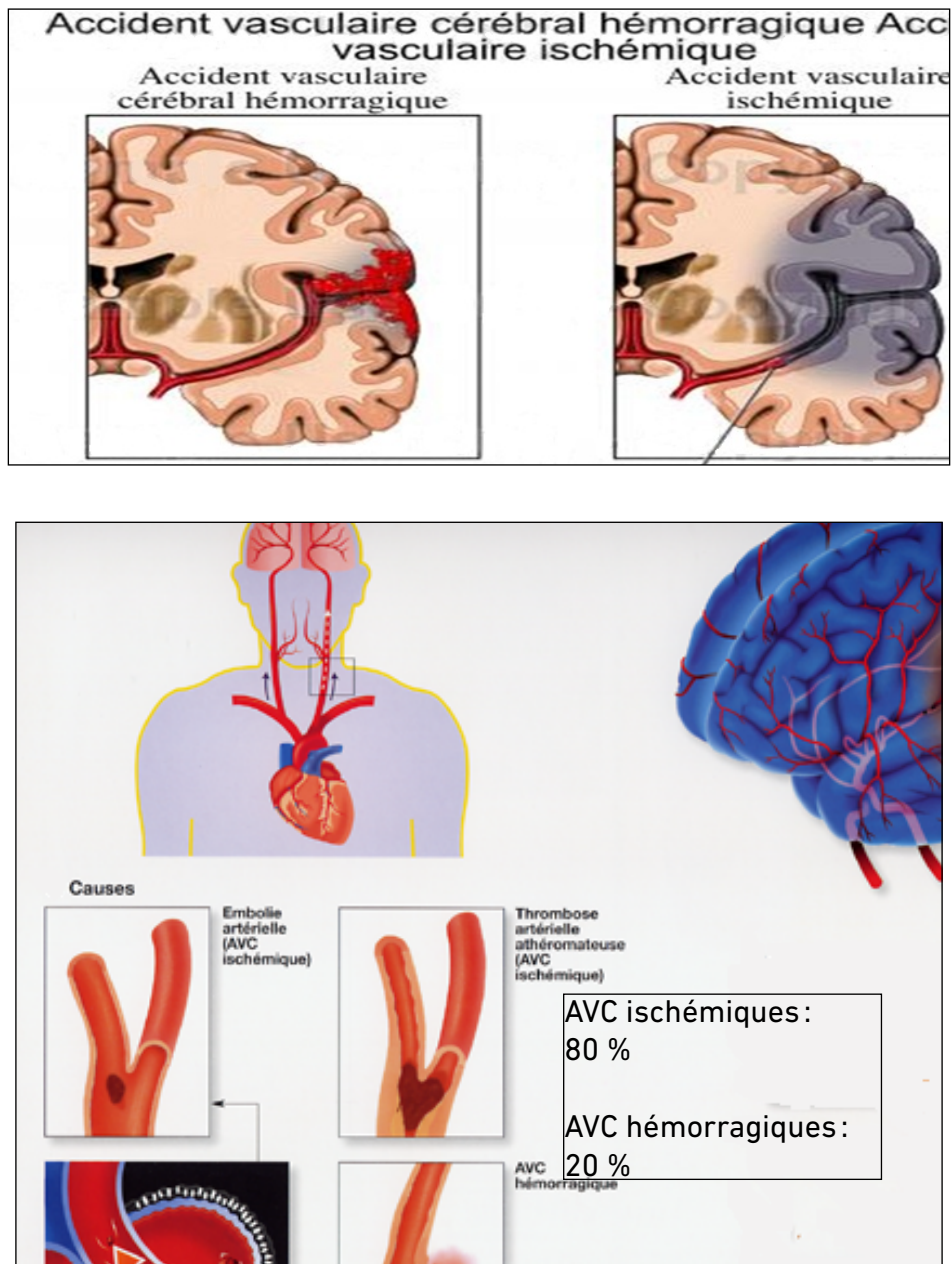 Accident vasculaire cérébral hémorragique Acc
vasculaire ischémique
Accident vasculaire
cérébral hémorragique
Accident vasculaire
ischémique
Causes
Embolie
artérielle
(AVC
ischémique)
Thrombose
artérielle
athéromateuse
(AVC
ischémique)
AVC ischémiques :
80 %
AVC hémorragiques :
20 %
AVC
hémorragique